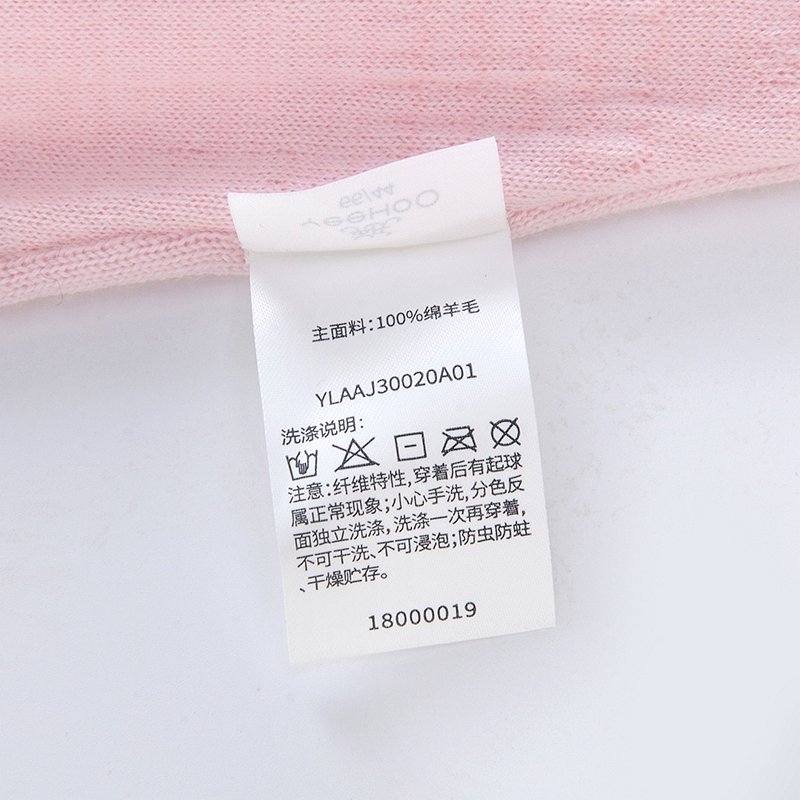 66/44
YeeHOO
主面料:100%绵羊毛
YLAAJ30020A01
洗涤说明:
注意:纤维特性,穿着后有起球
属正常现象;小心手洗,分色反
面独立洗涤,洗涤一次再穿着,
不可干洗、不可浸泡;防虫防蛀
、干燥贮存。
18000019